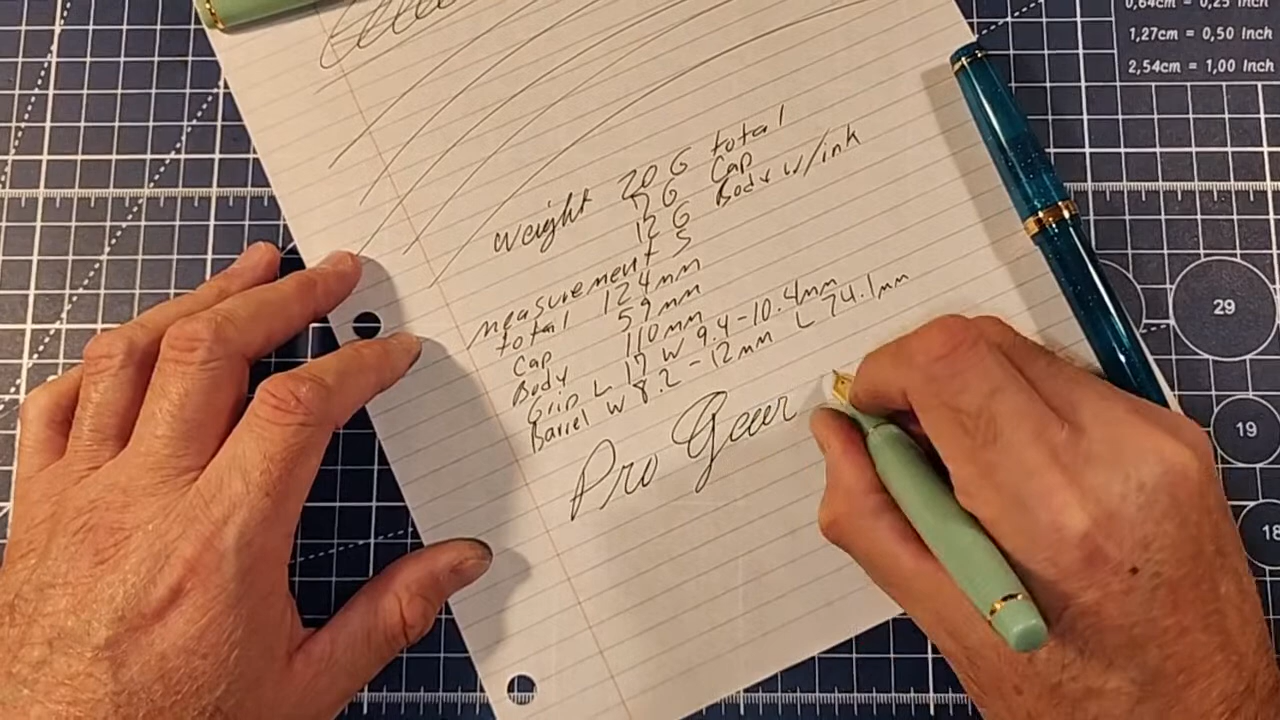 0,64cm = 0,25 Inch
1,27cm = 0,50 Inch
2,54cm = 1,00 Inch
weight 20 G total
G Cap
12 G Body w/ink
measurement s
total 124mm
Cap 59mm
Body 110mm
Grip L 17 W 9.4-10.4mm
Barrel W 8.2-12mm L 74.1mm
Pro Gear
29
19
18